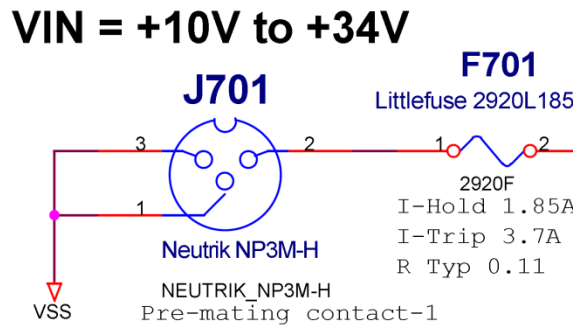 VIN = +10V to +34V
F701
J701
Littlefuse 2920L185
3
2
1
2
2920F
I-Hold 1.85A
1
I-Trip 3.7A
Neutrik NP3M-H
R Typ 0.11
NEUTRIK_NP3M-H
VSS
Pre-mating contact-1